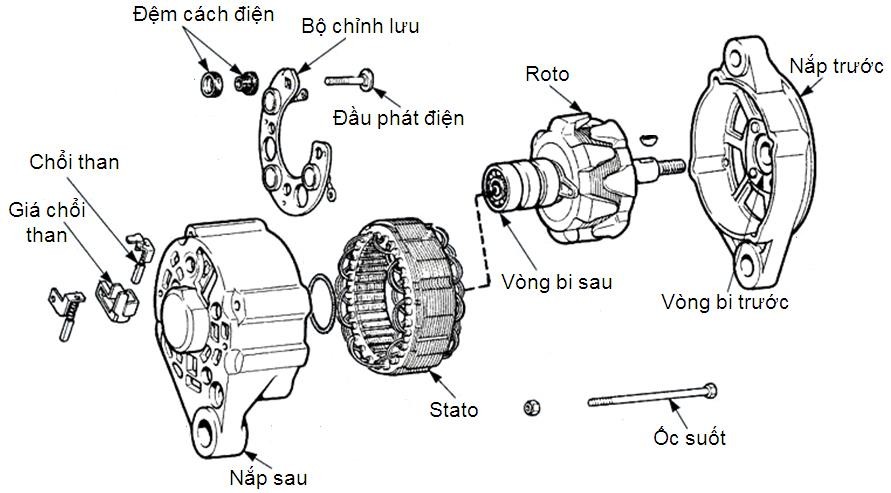 Đệm cách điện
Bộ chỉnh lưu
Roto
Nắp trước
Đầu phát điện
Chổi than
Giá chổi
than
Vòng bi sau
Vòng bi trước
Stato
Ốc suốt
Nắp sau